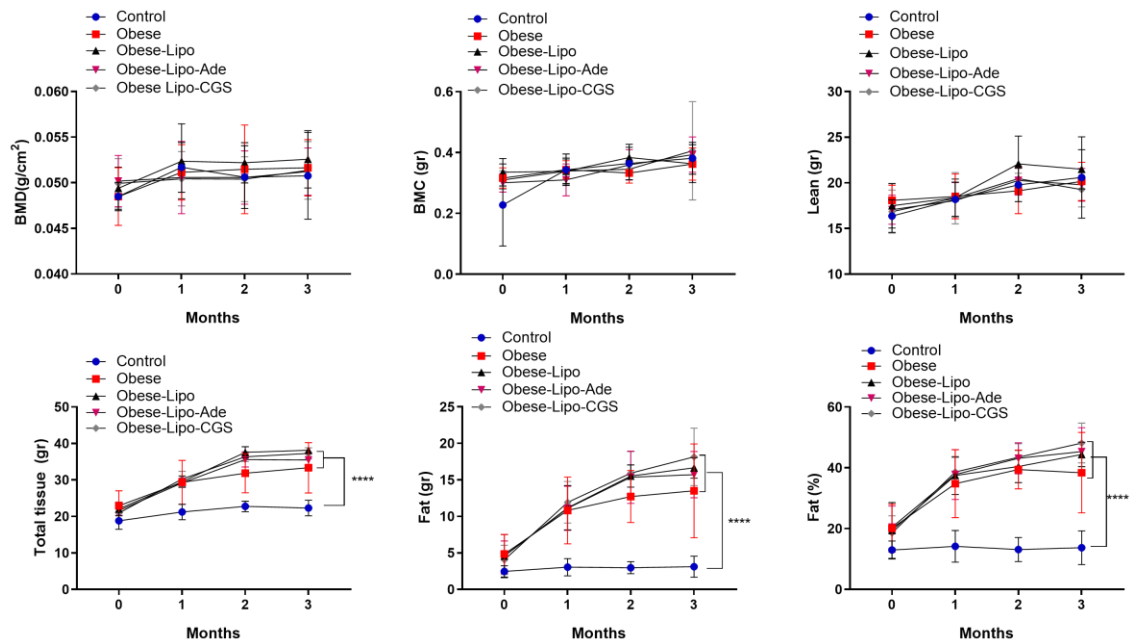 Control
Obese
Obese-Lipo
Obese-Lipo-Ade
Obese Lipo-CGS
BMD(g/cm²)
0.060
0.055
0.050
0.045
0.040
0 1 2 3
Months
Control
Obese
Obese-Lipo
Obese-Lipo-Ade
Obese-Lipo-CGS
BMC (gr)
0.6
0.4
0.2
0.0
0 1 2 3
Months
Control
Obese
Obese-Lipo
Obese-Lipo-Ade
Obese-Lipo-CGS
Lean (gr)
30
25
20
15
10
0 1 2 3
Months
Control
Obese
Obese-Lipo
Obese-Lipo-Ade
Obese-Lipo-CGS
Total tissue (gr)
50
40
30
20
10
0
****
0 1 2 3
Months
Control
Obese
Obese-Lipo
Obese-Lipo-Ade
Obese-Lipo-CGS
Fat (gr)
25
20
15
10
5
0
****
0 1 2 3
Months
Control
Obese
Obese-Lipo
Obese-Lipo-Ade
Obese-Lipo-CGS
Fat (%)
60
40
20
0
****
0 1 2 3
Months